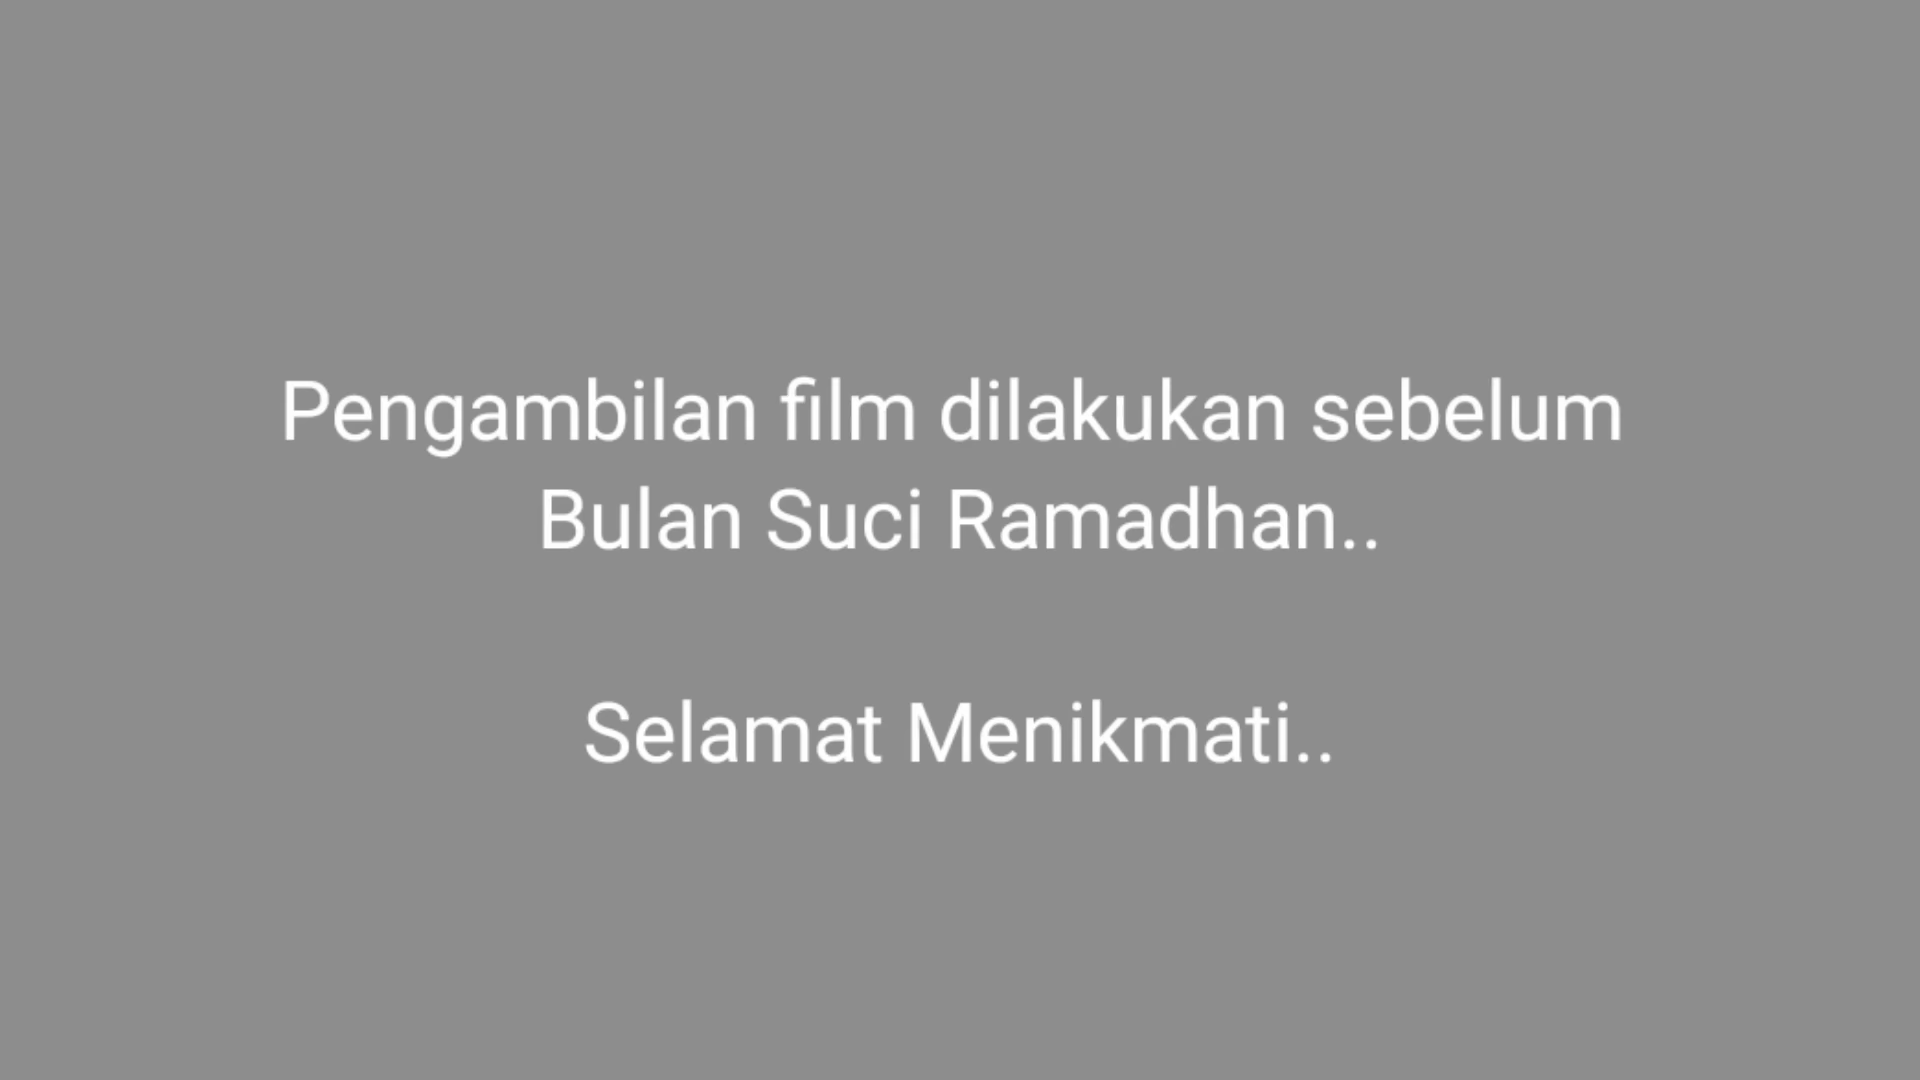 Pengambilan film dilakukan sebelum
Bulan Suci Ramadhan..
Selamat Menikmati..